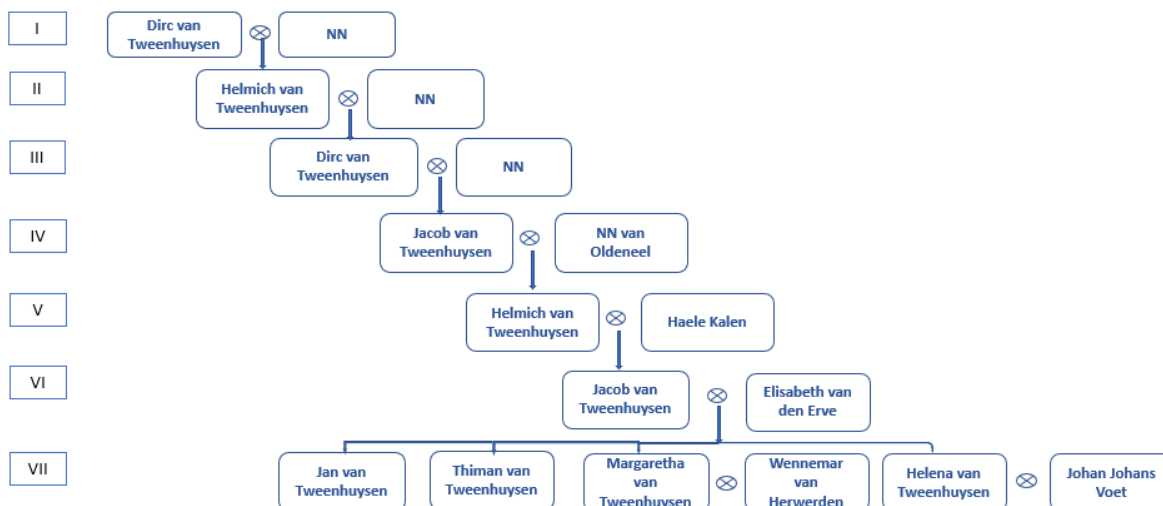 I
Dirc van
Tweenhuysen
NN
II
Helmich van
Tweenhuysen
NN
III
Dirc van
Tweenhuysen
NN
IV
Jacob van
Tweenhuysen
NN van
Oldeneel
V
Helmich van
Tweenhuysen
Haele Kalen
VI
Jacob van
Tweenhuysen
Elisabeth van
den Erve
VII
Jan van
Tweenhuysen
Thiman van
Tweenhuysen
Margaretha
van
Tweenhuysen
Wennemar
van
Herwerden
Helena van
Tweenhuysen
Johan Johans
Voet